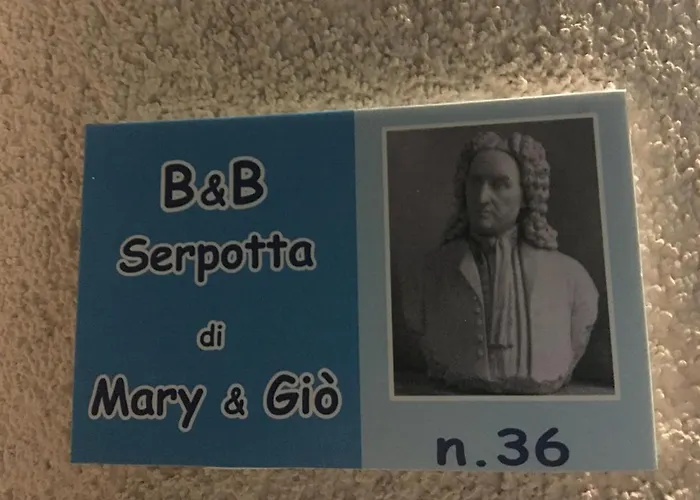 B&B
Serpotta
di
Mary & Giò
n.36